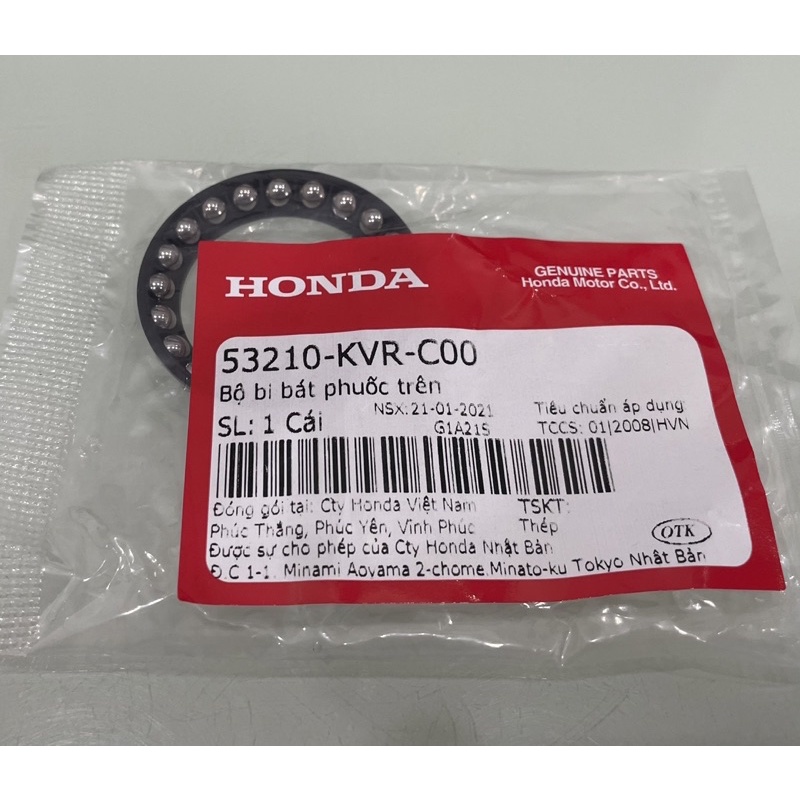 HONDA
GENUINE PARTS
Honda Motor Co., Ltd.
53210-KVR-C00
Bộ bi bát phuốc trên
SL: 1 Cái
NSX: 21-01-2021
G1A21S
Tiêu chuẩn áp dụng
TCCS: 01|2008|HVN
Đóng gói tại: Cty Honda Việt Nam
Phúc Thắng, Phúc Yên, Vĩnh Phúc
TSKT:
Thép
Được sự cho phép của Cty Honda Nhật Bản
OTK
Đ.C 1-1, Minami Aoyama 2-chome Minato-ku Tokyo Nhật Bản